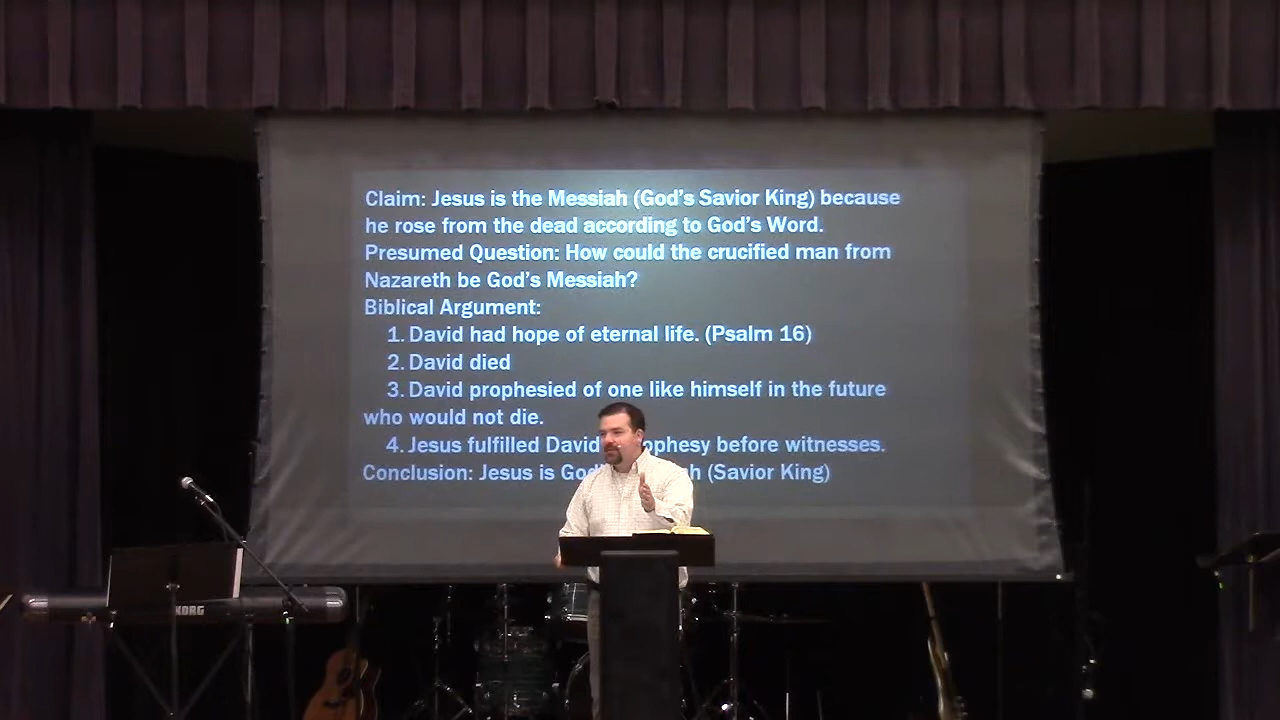 Claim: Jesus is the Messiah (God's Savior King) because
he rose from the dead according to God's Word.
Presumed Question: How could the crucified man from
Nazareth be God's Messiah?
Biblical Argument:
1. David had hope of eternal life. (Psalm 16)
2. David died
3. David prophesied of one like himself in the future
who would not die.
4. Jesus fulfilled David ophesy before witnesses.
Conclusion: Jesus is God (Savior King)
KORG